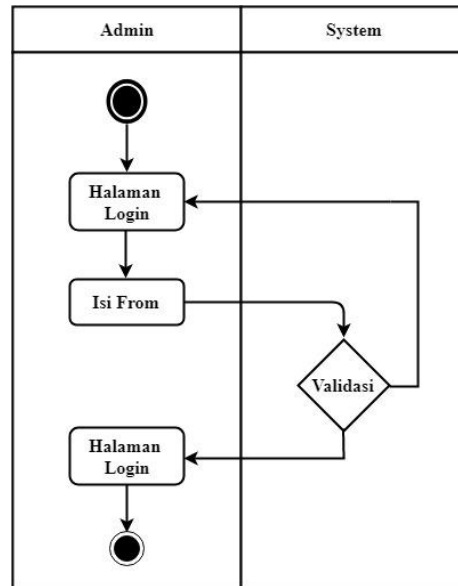 Admin
System
Halaman
Login
Isi From
Validasi
Halaman
Login